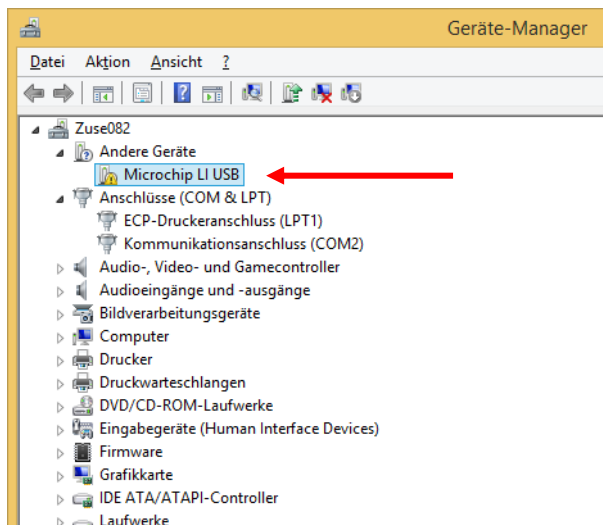 Geräte-Manager
Datei Aktion Ansicht ?
Zuse082
Andere Geräte
Microchip LI USB
Anschlüsse (COM & LPT)
ECP-Druckeranschluss (LPT1)
Kommunikationsanschluss (COM2)
Audio-, Video- und Gamecontroller
Audioeingänge und -ausgänge
Bildverarbeitungsgeräte
Computer
Drucker
Druckwarteschlangen
DVD/CD-ROM-Laufwerke
Eingabegeräte (Human Interface Devices)
Firmware
Grafikkarte
IDE ATA/ATAPI-Controller
Laufwerke